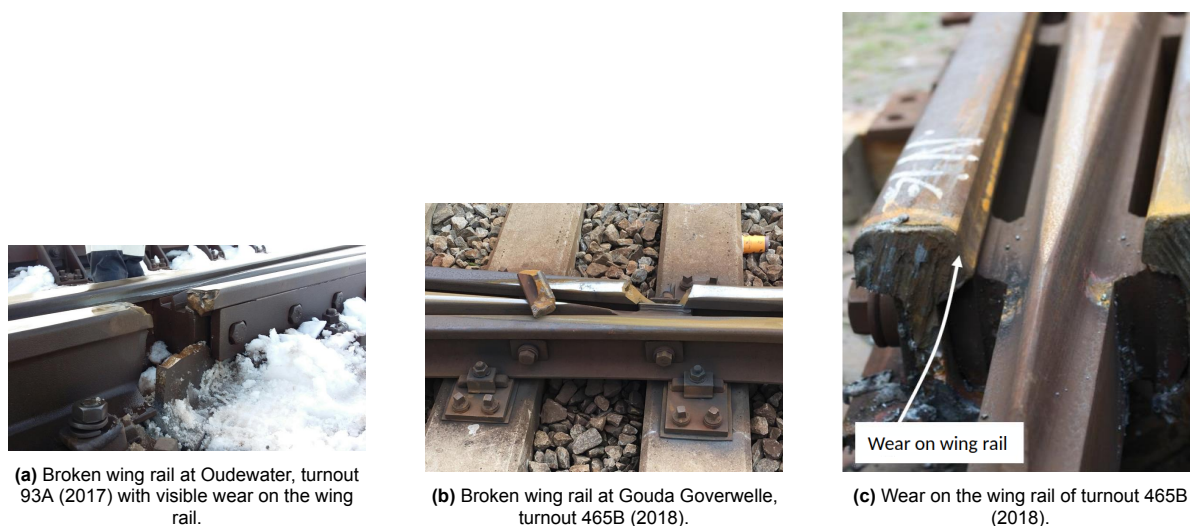 Wear on wing rail
(a) Broken wing rail at Oudewater, turnout
93A (2017) with visible wear on the wing
rail.
(b) Broken wing rail at Gouda Goverwelle,
turnout 465B (2018).
(c) Wear on the wing rail of turnout 465B
(2018).